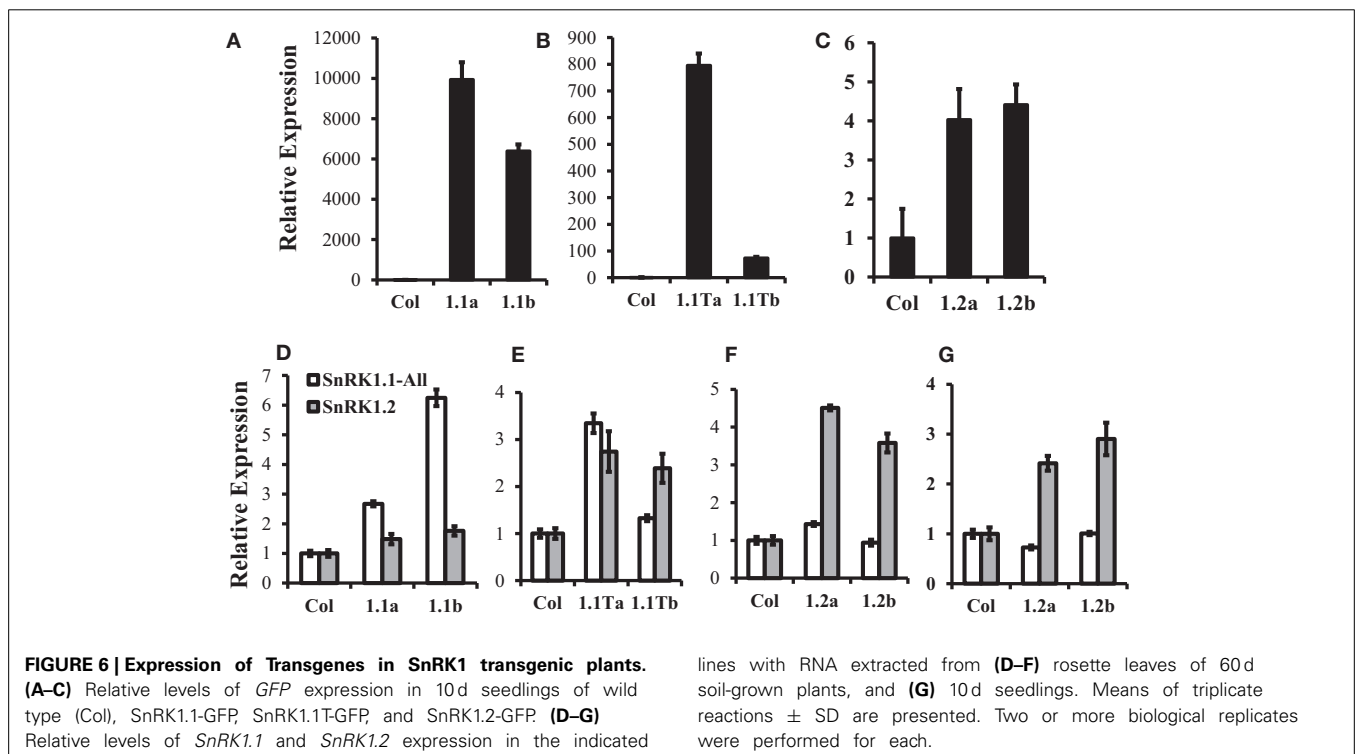 A
Relative Expression
12000
10000
8000
6000
4000
2000
0
Col 1.1a 1.1b
B
900
800
700
600
500
400
300
200
100
0
Col 1.1Ta 1.1Tb
C
6
5
4
3
2
1
0
Col 1.2a 1.2b
D
Relative Expression
7
6
5
4
3
2
1
0
SnRK1.1-All
SnRK1.2
Col 1.1a 1.1b
E
4
3
2
1
0
Col 1.1Ta 1.1Tb
F
5
4
3
2
1
0
Col 1.2a 1.2b
G
4
3
2
1
0
Col 1.2a 1.2b
FIGURE 6 | Expression of Transgenes in SnRK1 transgenic plants.
(A–C) Relative levels of GFP expression in 10 d seedlings of wild
type (Col), SnRK1.1-GFP, SnRK1.1T-GFP, and SnRK1.2-GFP. (D–G)
Relative levels of SnRK1.1 and SnRK1.2 expression in the indicated
lines with RNA extracted from (D–F) rosette leaves of 60 d
soil-grown plants, and (G) 10 d seedlings. Means of triplicate
reactions ± SD are presented. Two or more biological replicates
were performed for each.